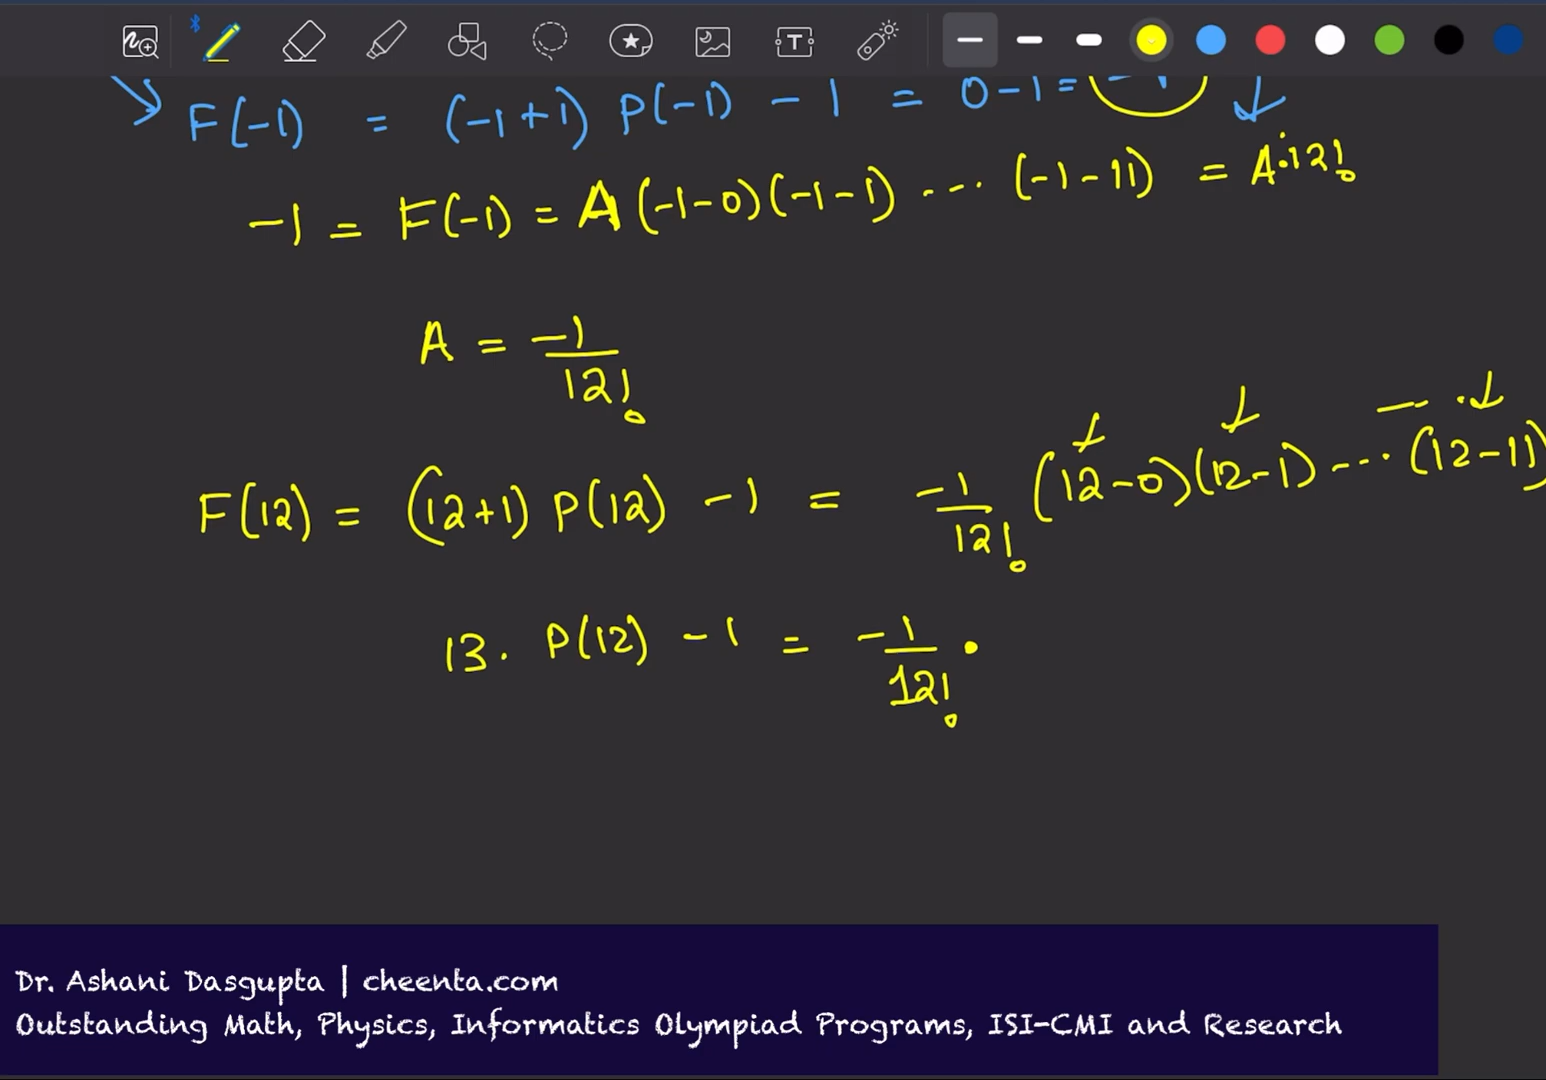 F(-1) = (-1+1) P(-1) - 1 = 0-1 = -1
-1 = F(-1) = A(-1-0)(-1-1) ... (-1-11) = A·12!
A = -1/12!
F(12) = (12+1) P(12) - 1 = -1/12! (12-0)(12-1)...(12-11)
13. P(12) - 1 = -1/12! ·
Dr. Ashani Dasgupta | cheenta.com
Outstanding Math, Physics, Informatics Olympiad Programs, ISI-CMI and Research